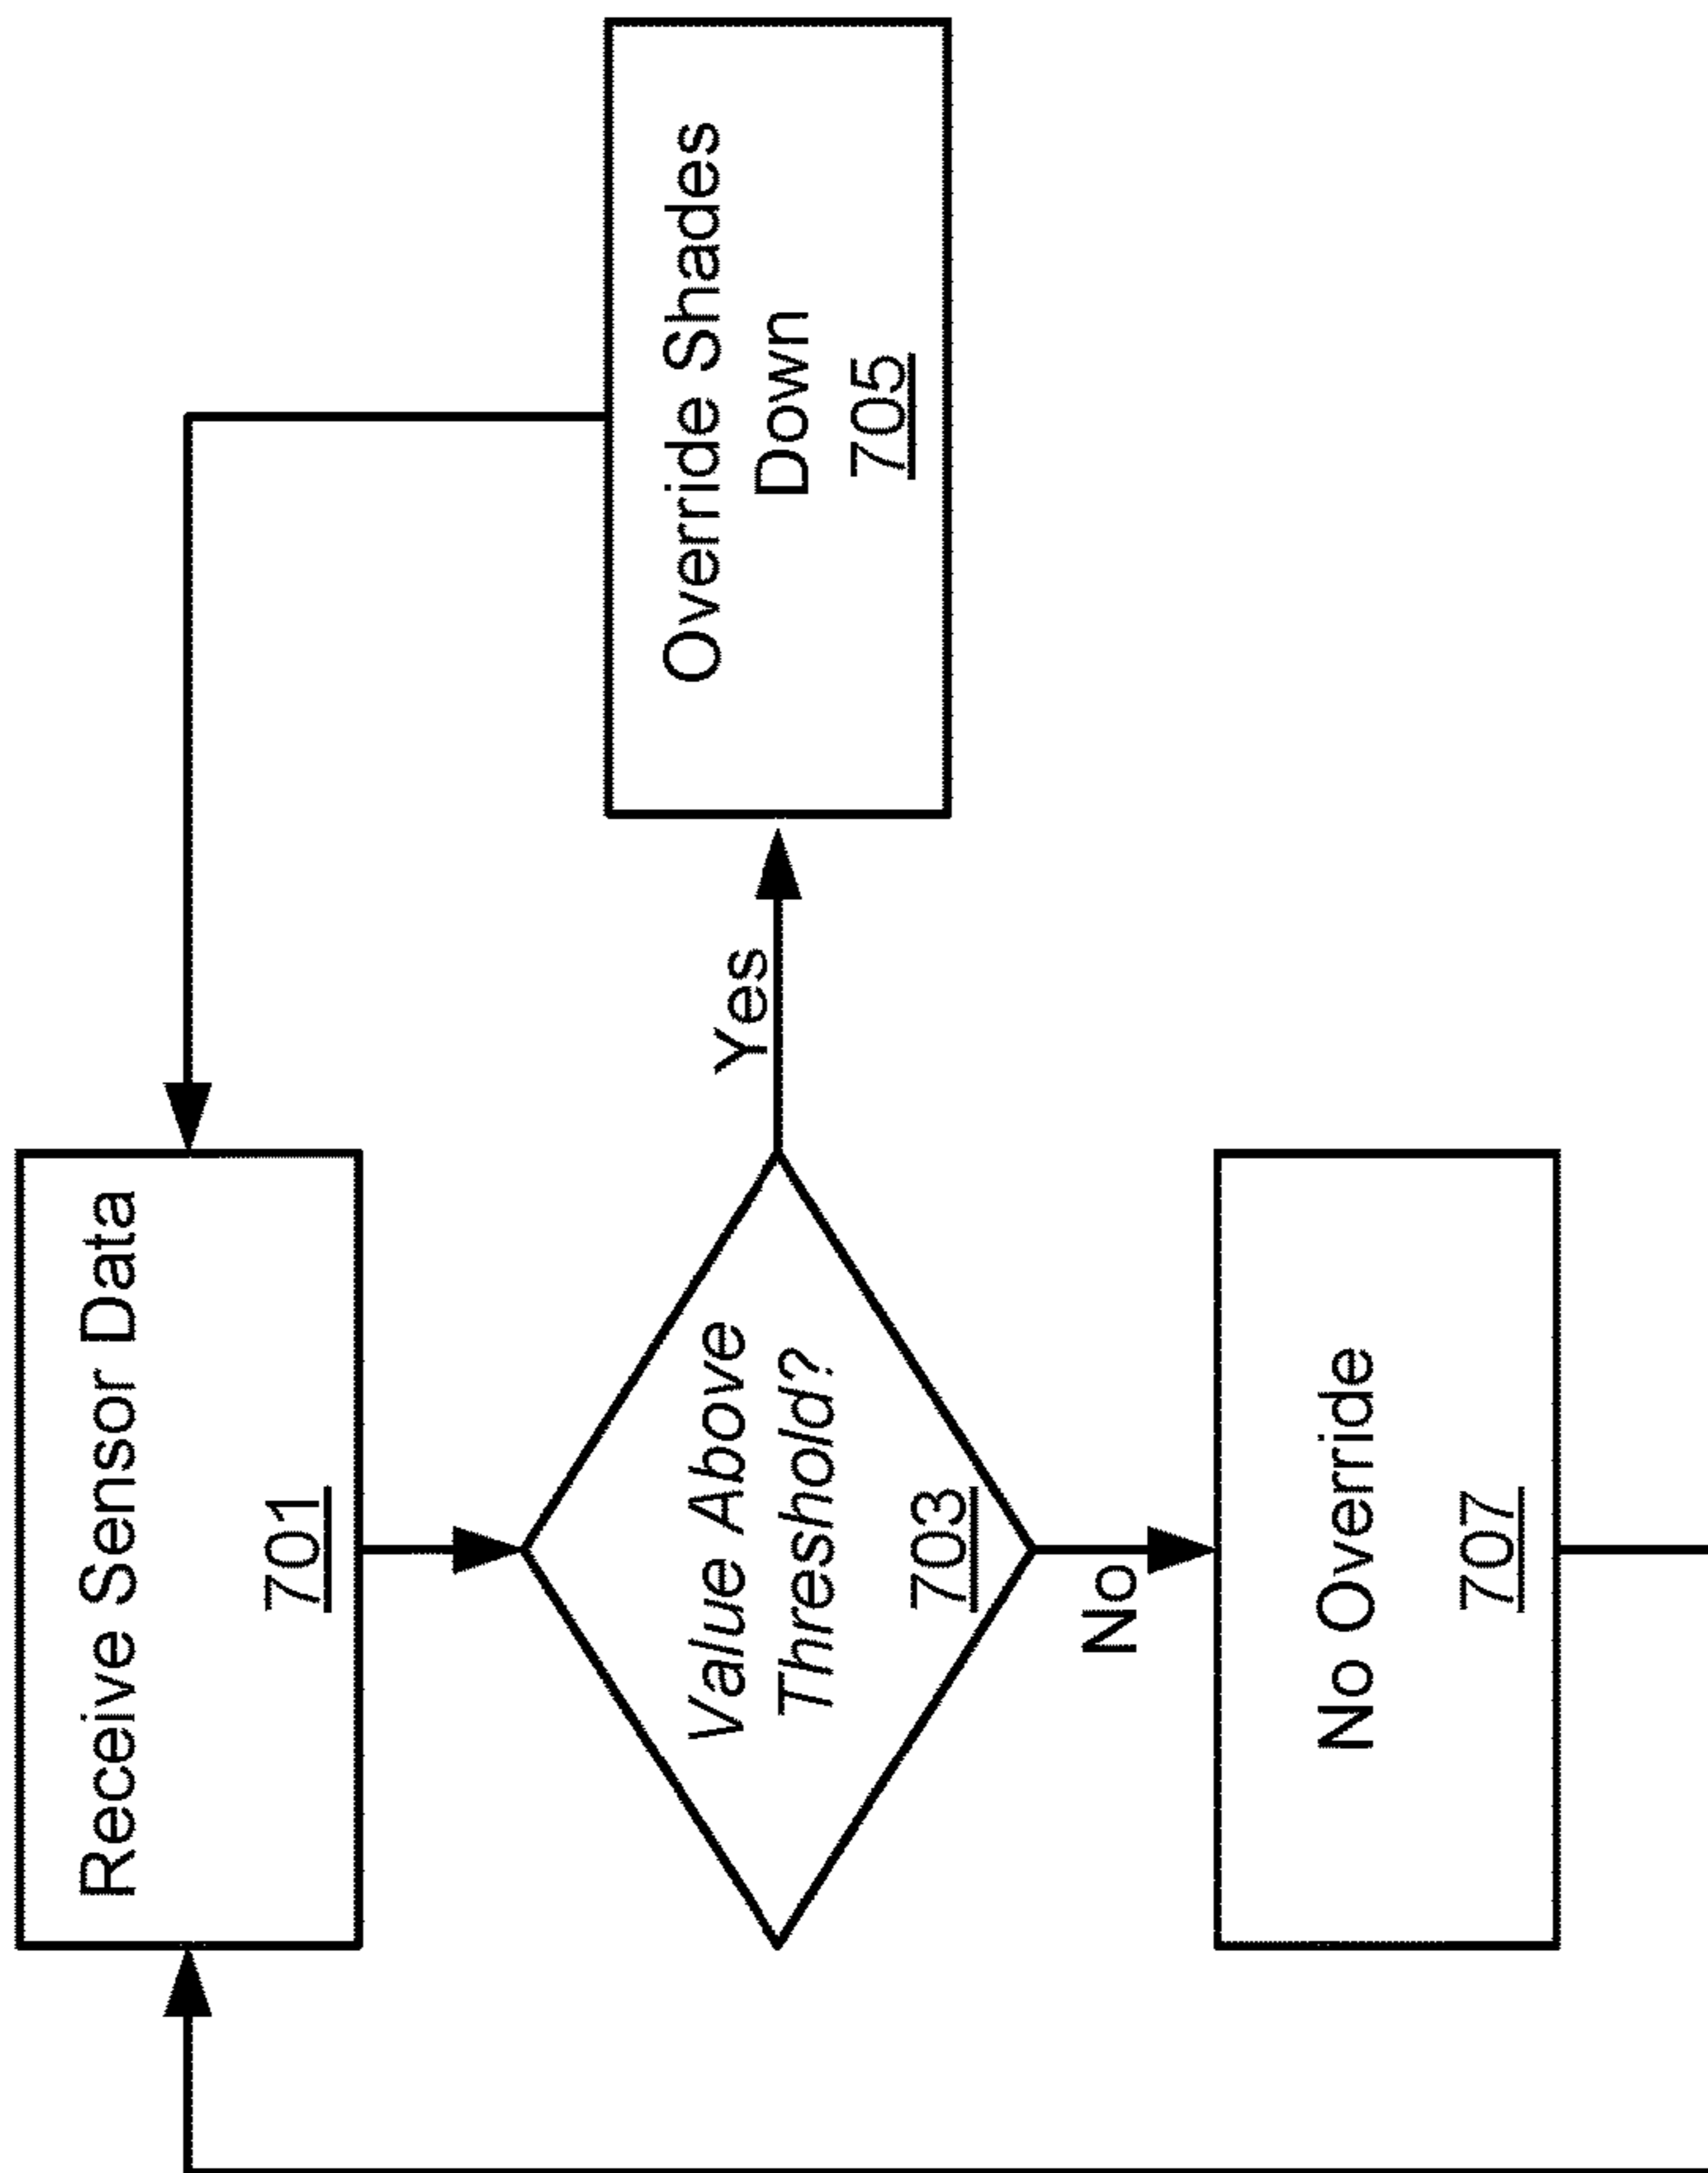 Receive Sensor Data
701
Value Above
Threshold?
703
Yes
Override Shades
Down
705
No
No Override
707